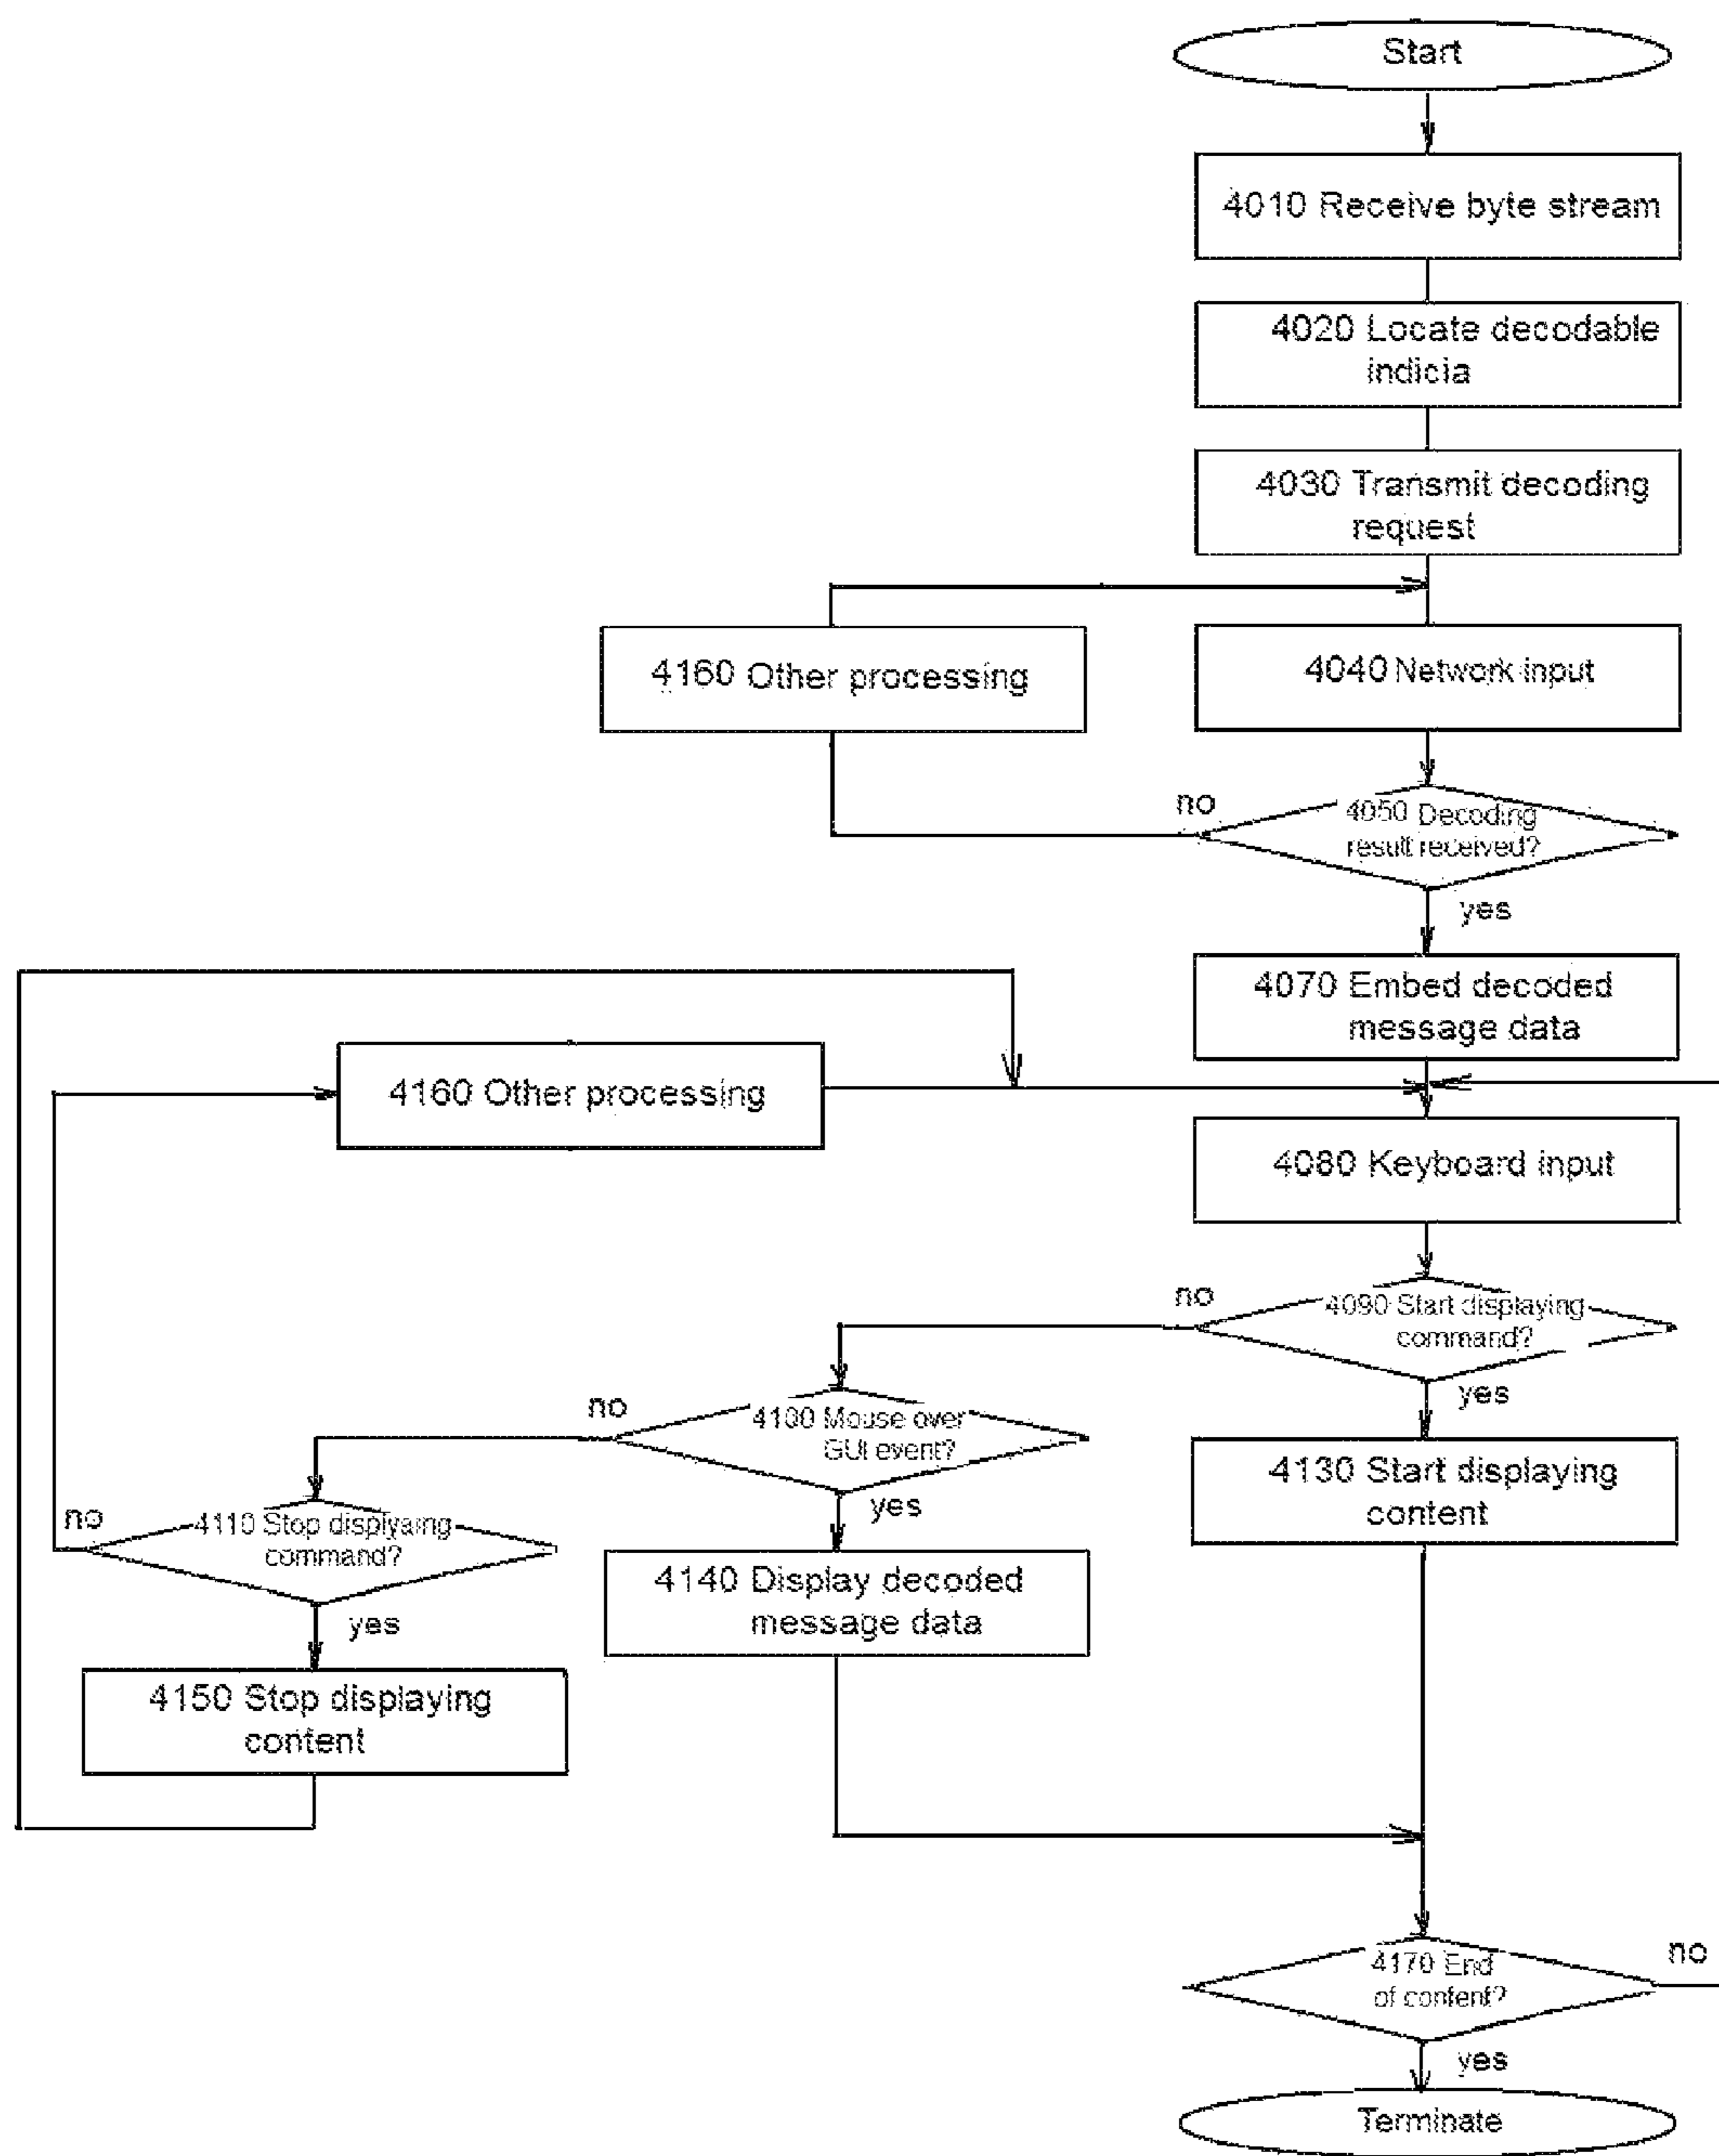 Start
4010 Receive byte stream
4020 Locate decodable
indicia
4030 Transmit decoding
request
4160 Other processing
4040 Network input
no
4050 Decoding
result received?
yes
4070 Embed decoded
message data
4160 Other processing
4080 Keyboard input
no
4090 Start displaying
command?
yes
no
4100 Mouse over
GUI event?
yes
4130 Start displaying
content
no
4110 Stop displyaing
command?
yes
4140 Display decoded
message data
4150 Stop displaying
content
4170 End
of content?
no
yes
Terminate